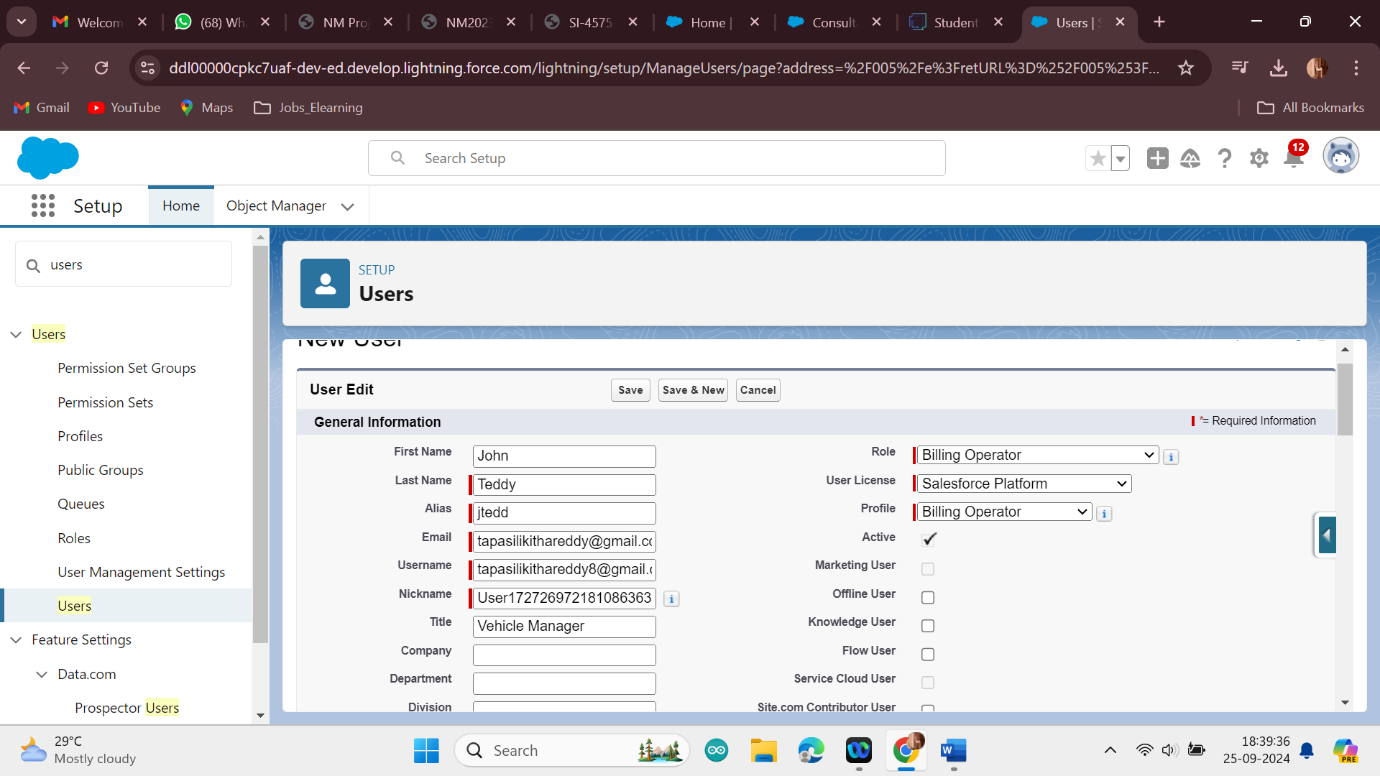 Welcom
(68) Wh
NM Pro
NM202
SI-4575
Home |
Consult
Student
Users |
ddl00000cpkc7uaf-dev-ed.develop.lightning.force.com/lightning/setup/ManageUsers/page?address=%2F005%2Fe%3FretURL%3D%252F005%253F...
Gmail YouTube Maps Jobs_Elearning All Bookmarks
Search Setup
12
Setup Home Object Manager
users
SETUP
Users
Users
Permission Set Groups
Permission Sets
Profiles
Public Groups
Queues
Roles
User Management Settings
Users
Feature Settings
Data.com
Prospector Users
New User
User Edit Save Save & New Cancel
General Information *= Required Information
First Name John
Last Name Teddy
Alias jtedd
Email tapasilikithareddy@gmail.co
Username tapasilikithareddy8@gmail.
Nickname User172726972181086363 i
Title Vehicle Manager
Company
Department
Division
Role Billing Operator i
User License Salesforce Platform
Profile Billing Operator i
Active
Marketing User
Offline User
Knowledge User
Flow User
Service Cloud User
Site.com Contributor User
29°C
Mostly cloudy
Search
18:39:36
25-09-2024
PRE